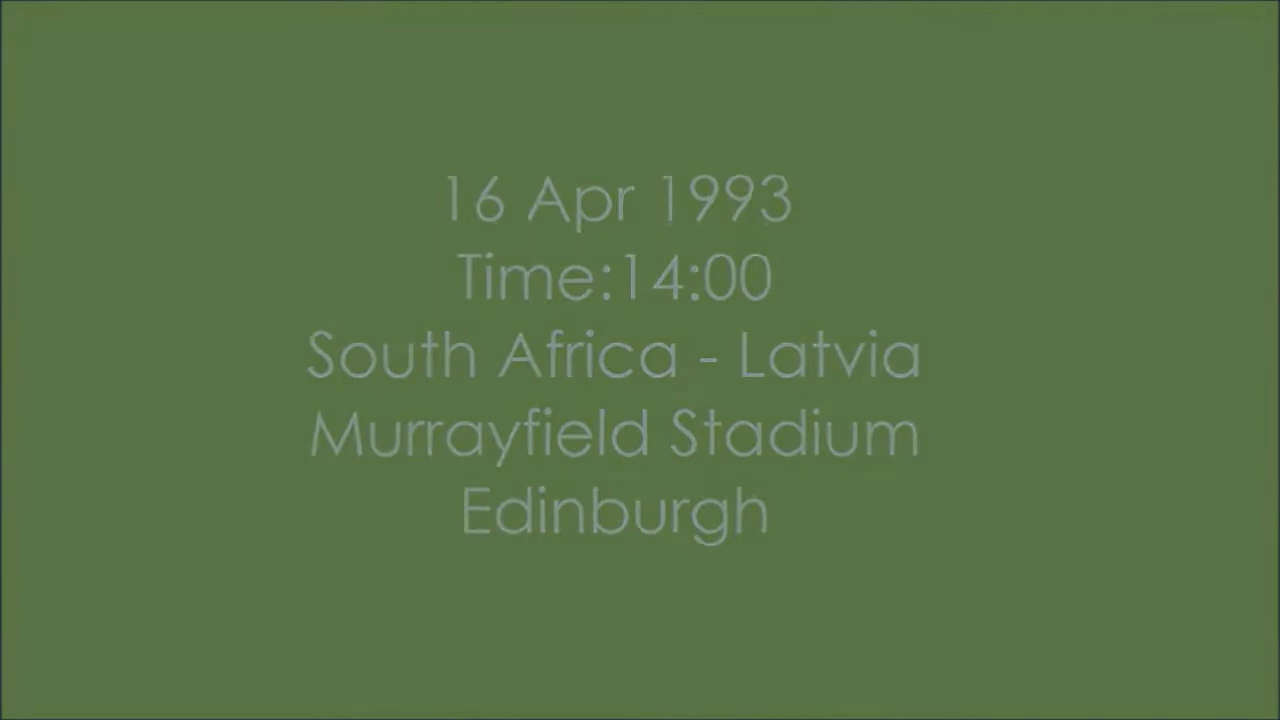 16 Apr 1993
Time:14:00
South Africa - Latvia
Murrayfield Stadium
Edinburgh